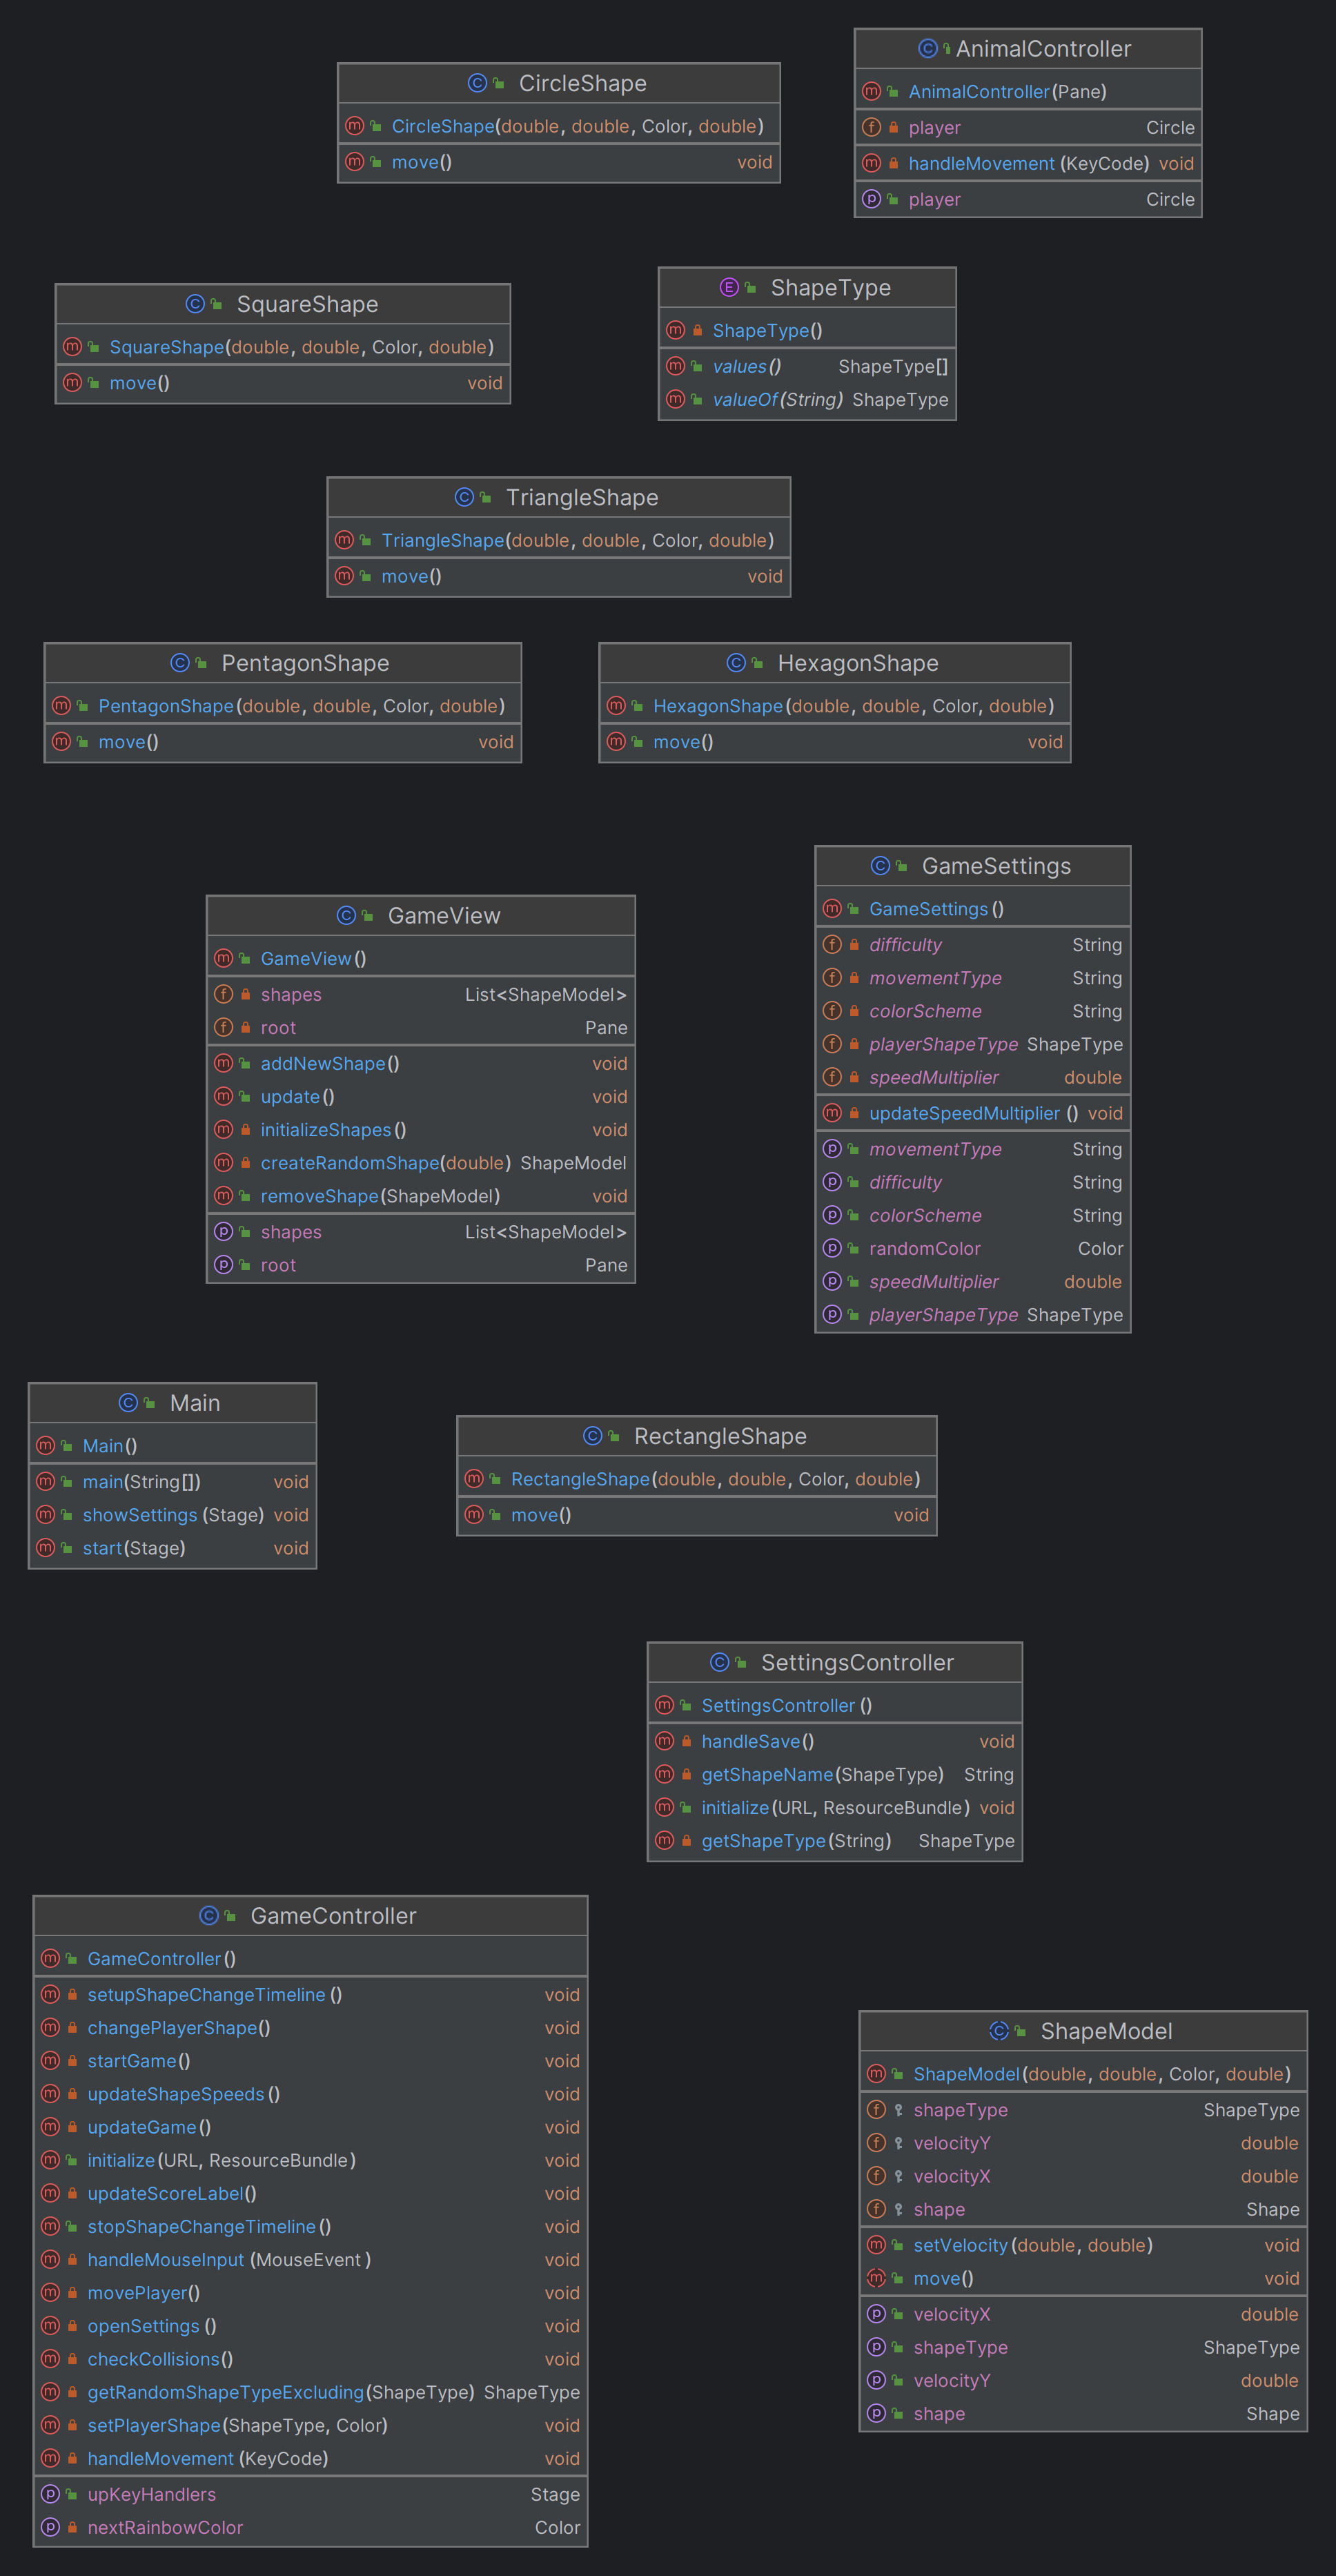 CircleShape
CircleShape(double, double, Color, double)
move() void
AnimalController
AnimalController(Pane)
player Circle
handleMovement(KeyCode) void
player Circle
SquareShape
SquareShape(double, double, Color, double)
move() void
ShapeType
ShapeType()
values() ShapeType[]
valueOf(String) ShapeType
TriangleShape
TriangleShape(double, double, Color, double)
move() void
PentagonShape
PentagonShape(double, double, Color, double)
move() void
HexagonShape
HexagonShape(double, double, Color, double)
move() void
GameView
GameView()
shapes List<ShapeModel>
root Pane
addNewShape() void
update() void
initializeShapes() void
createRandomShape(double) ShapeModel
removeShape(ShapeModel) void
shapes List<ShapeModel>
root Pane
GameSettings
GameSettings()
difficulty String
movementType String
colorScheme String
playerShapeType ShapeType
speedMultiplier double
updateSpeedMultiplier() void
movementType String
difficulty String
colorScheme String
randomColor Color
speedMultiplier double
playerShapeType ShapeType
Main
Main()
main(String[]) void
showSettings(Stage) void
start(Stage) void
RectangleShape
RectangleShape(double, double, Color, double)
move() void
SettingsController
SettingsController()
handleSave() void
getShapeName(ShapeType) String
initialize(URL, ResourceBundle) void
getShapeType(String) ShapeType
GameController
GameController()
setupShapeChangeTimeline() void
changePlayerShape() void
startGame() void
updateShapeSpeeds() void
updateGame() void
initialize(URL, ResourceBundle) void
updateScoreLabel() void
stopShapeChangeTimeline() void
handleMouseInput(MouseEvent) void
movePlayer() void
openSettings() void
checkCollisions() void
getRandomShapeTypeExcluding(ShapeType) ShapeType
setPlayerShape(ShapeType, Color) void
handleMovement(KeyCode) void
upKeyHandlers Stage
nextRainbowColor Color
ShapeModel
ShapeModel(double, double, Color, double)
shapeType ShapeType
velocityY double
velocityX double
shape Shape
setVelocity(double, double) void
move() void
velocityX double
shapeType ShapeType
velocityY double
shape Shape